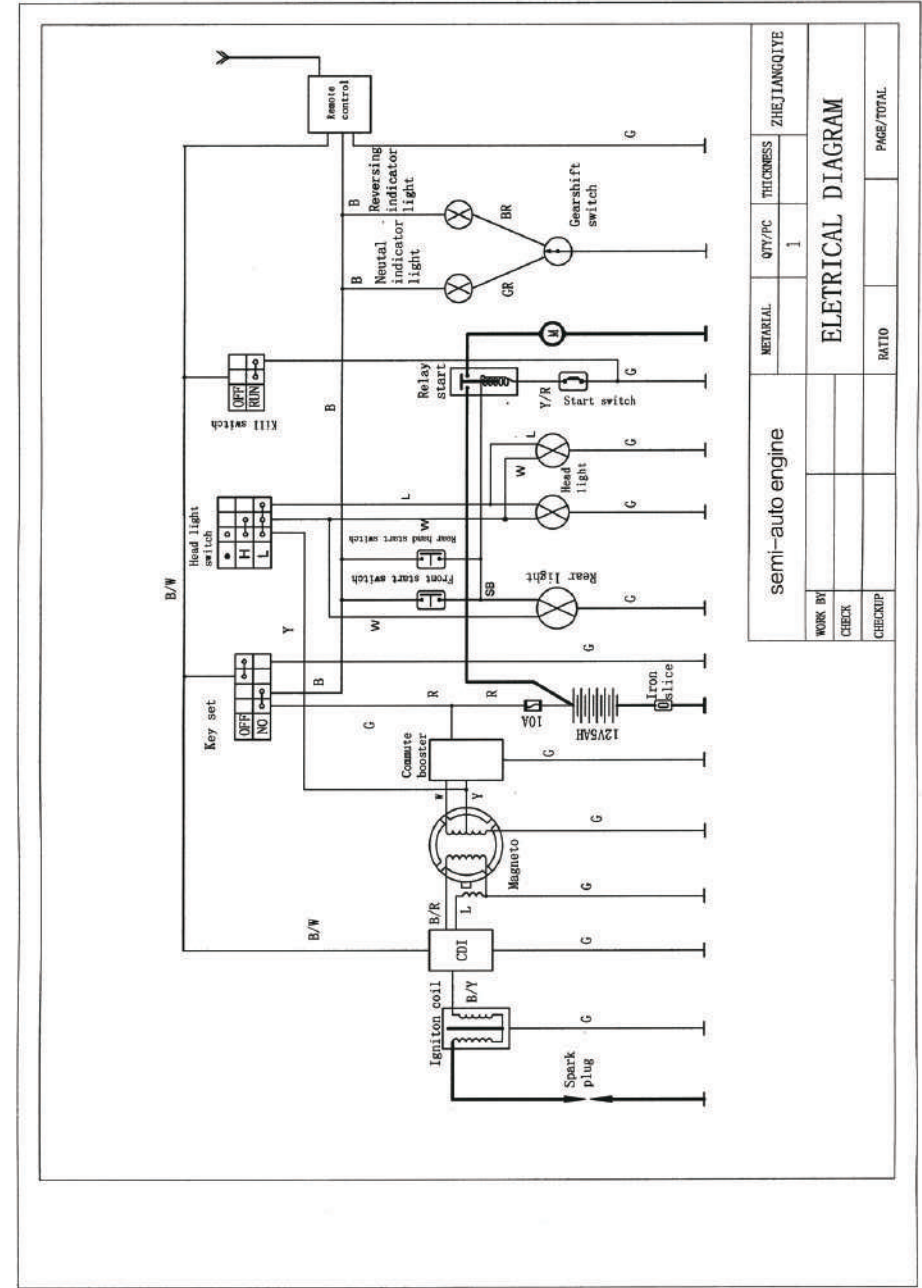 Igniton coil
Spark
plug
B/Y
G
CDI
G
B/W
B/R
L
G
Magneto
G
W
Y
Commute
booster
G
Key set
OFF
NO
G
R
R
10A
12V5AH
Iron
slice
B
G
Y
B/W
Head light
switch
H
L
W
Front start switch
SB
Rear light
G
Rear hand start switch
W
L
W
L
Head
light
G
G
Kill switch
OFF
RUN
B
Relay
start
Y/R
Start switch
G
M
B
Neutal
indicator
light
GR
B
Reversing
indicator
light
BR
Gearshift
switch
Remote
control
G
semi-auto engine
METARIAL
QTY/PC
THICKNESS
ZHEJIANGQIYE
1
WORK BY
CHECK
CHECKUP
ELETRICAL DIAGRAM
RATIO
PAGE/TOTAL